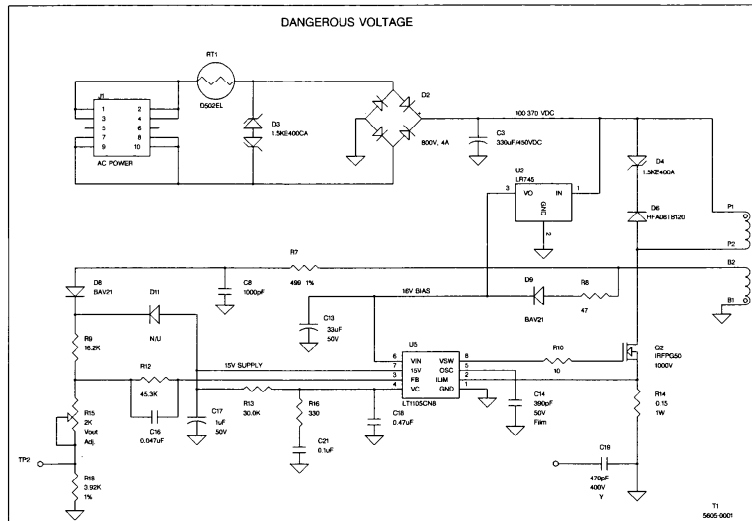 DANGEROUS VOLTAGE
RT1
D502EL
J1
1 2
3 4
5 6
7 8
9 10
AC POWER
D3
1.5KE400CA
D2
800V, 4A
100-370 VDC
C3
330uF/450VDC
U2
LR745
3 VO IN 1
GND
2
D4
1.5KE400A
D6
HFA08TB120
P1
P2
B2
B1
R7
499 1%
D8
BAV21
D11
N/U
C8
1000pF
16V BIAS
D9
BAV21
R8
47
C13
33uF
50V
R9
16.2K
R12
45.3K
C16
0.047uF
15V SUPPLY
U5
6 VIN VSW 8
7 15V OSC 5
3 FB ILIM 2
4 VC GND 1
LT1105CN8
R10
10
Q2
IRFPG50
1000V
R13
30.0K
R16
330
C17
1uF
50V
C18
0.47uF
C21
0.1uF
C14
390pF
50V
Film
R14
0.15
1W
R15
2K
Vout
Adj.
TP2
R18
3.92K
1%
C19
470pF
400V
Y
T1
5605-0001